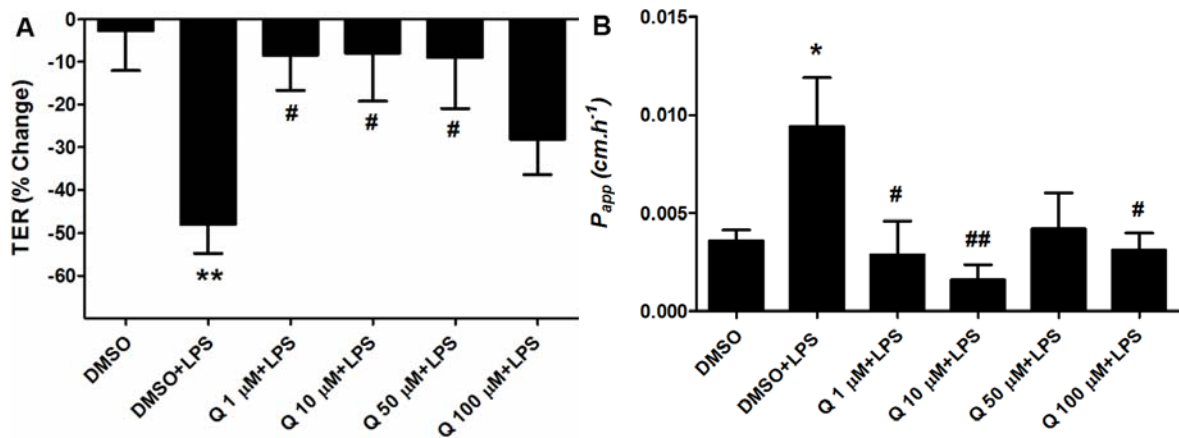 A
TER (% Change)
0
-10
-20
-30
-40
-50
-60
**
#
#
#
DMSO
DMSO+LPS
Q 1 µM+LPS
Q 10 µM+LPS
Q 50 µM+LPS
Q 100 µM+LPS
B
Papp (cm.h-1)
0.015
0.010
0.005
0.000
*
#
##
#
DMSO
DMSO+LPS
Q 1 µM+LPS
Q 10 µM+LPS
Q 50 µM+LPS
Q 100 µM+LPS